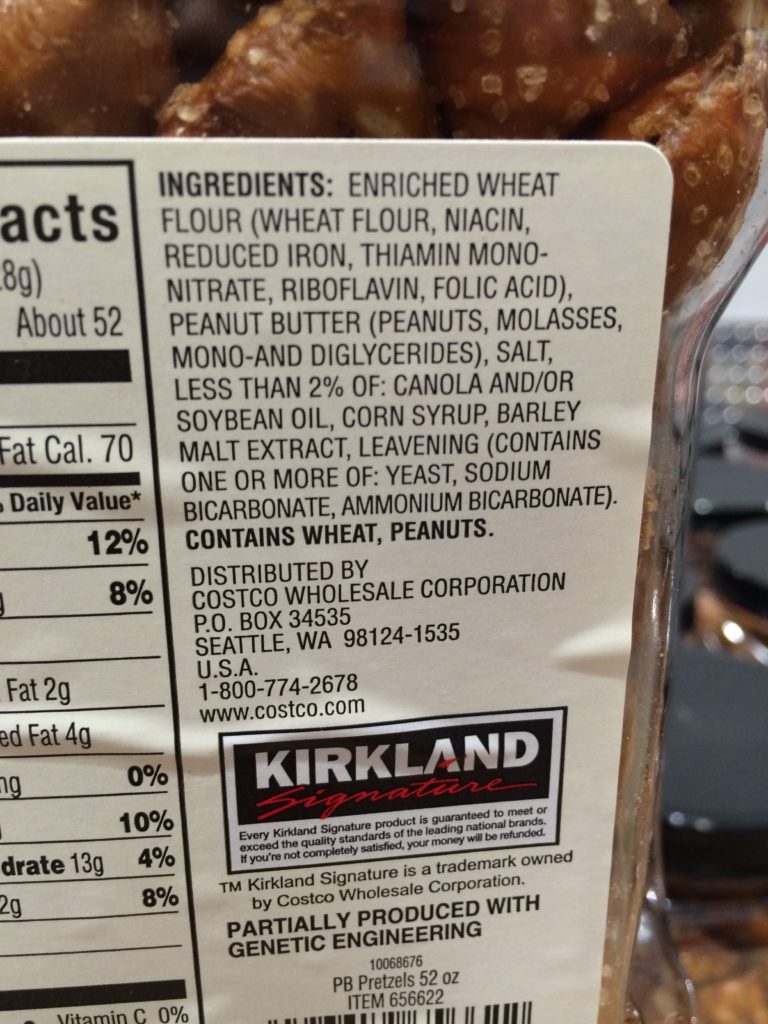 acts
8g)
About 52
Fat Cal. 70
Daily Value*
12%
8%
Fat 2g
ed Fat 4g
0%
10%
drate 13g 4%
2g 8%
Vitamin C 0%
INGREDIENTS: ENRICHED WHEAT
FLOUR (WHEAT FLOUR, NIACIN,
REDUCED IRON, THIAMIN MONO-
NITRATE, RIBOFLAVIN, FOLIC ACID),
PEANUT BUTTER (PEANUTS, MOLASSES,
MONO-AND DIGLYCERIDES), SALT,
LESS THAN 2% OF: CANOLA AND/OR
SOYBEAN OIL, CORN SYRUP, BARLEY
MALT EXTRACT, LEAVENING (CONTAINS
ONE OR MORE OF: YEAST, SODIUM
BICARBONATE, AMMONIUM BICARBONATE).
CONTAINS WHEAT, PEANUTS.
DISTRIBUTED BY
COSTCO WHOLESALE CORPORATION
P.O. BOX 34535
SEATTLE, WA 98124-1535
U.S.A.
1-800-774-2678
www.costco.com
KIRKLAND
Signature
Every Kirkland Signature product is guaranteed to meet or
exceed the quality standards of the leading national brands.
If you're not completely satisfied, your money will be refunded.
TM Kirkland Signature is a trademark owned
by Costco Wholesale Corporation.
PARTIALLY PRODUCED WITH
GENETIC ENGINEERING
10068676
PB Pretzels 52 oz
ITEM 656622